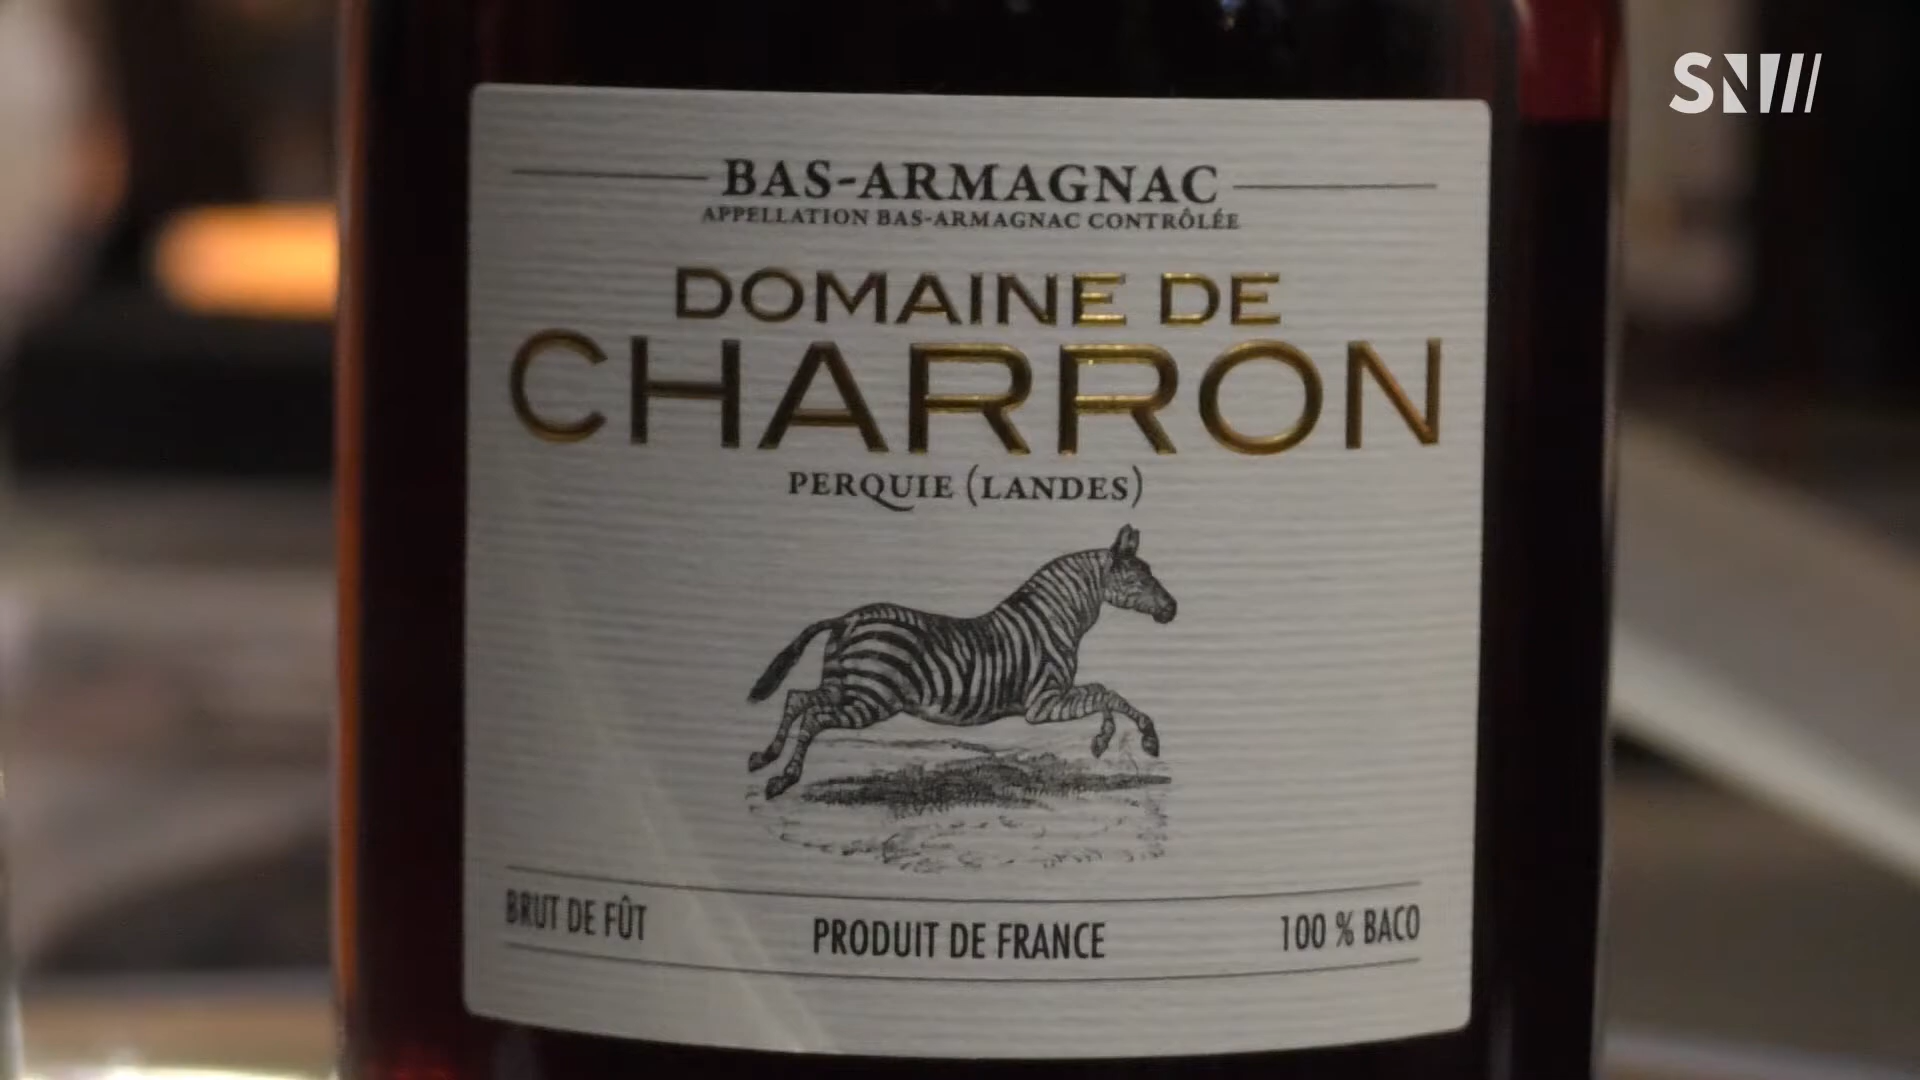 SNW
BAS-ARMAGNAC
APPELLATION BAS-ARMAGNAC CONTRÔLÉE
DOMAINE DE
CHARRON
PERQUIE (LANDES)
BRUT DE FÛT
PRODUIT DE FRANCE
100 % BACO